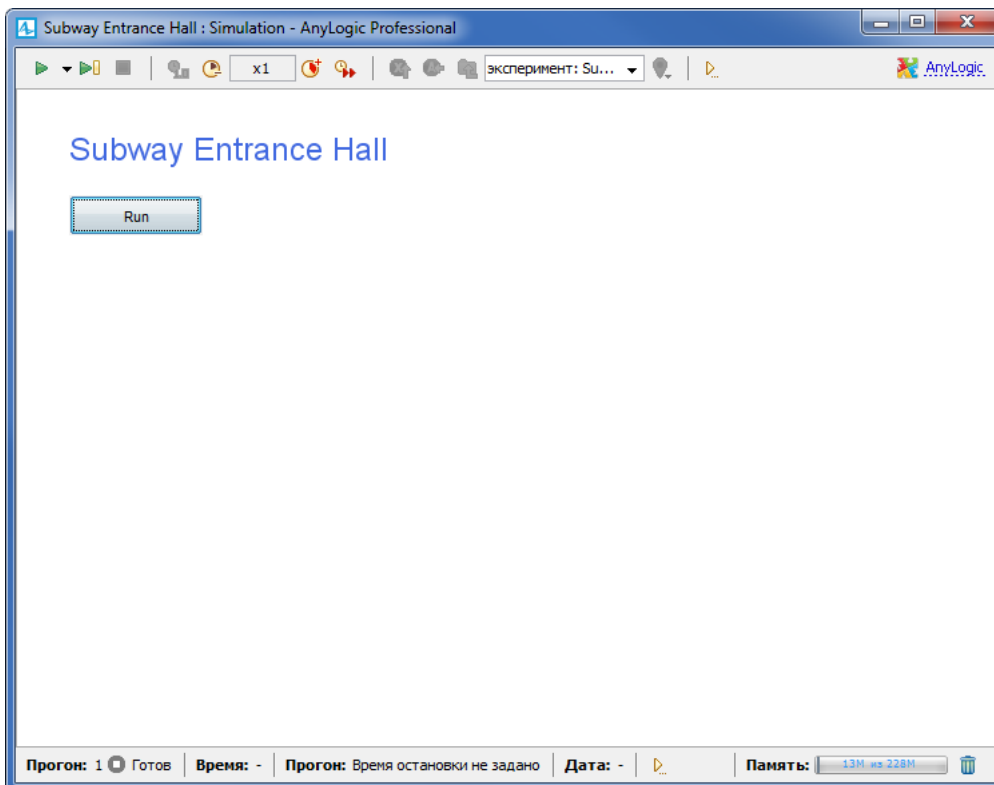 Subway Entrance Hall : Simulation - AnyLogic Professional
x1 эксперимент: Su... AnyLogic
Subway Entrance Hall
Run
Прогон: 1 Готов Время: - Прогон: Время остановки не задано Дата: - Память: 13M из 228M